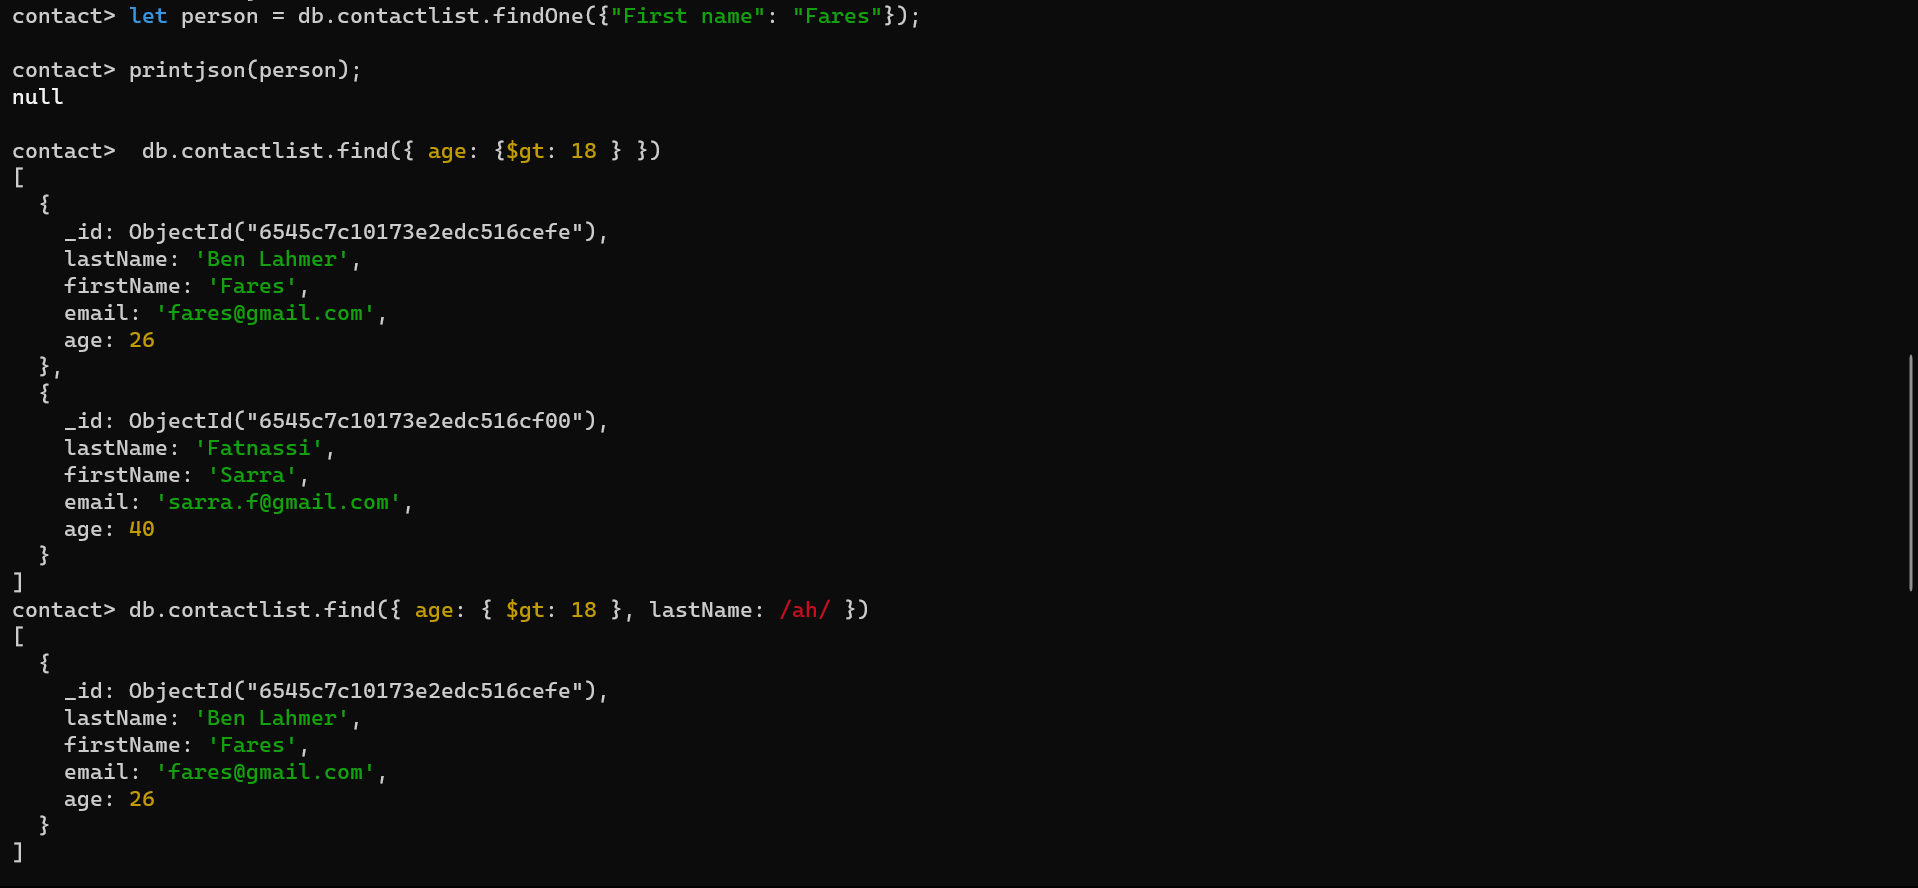 contact> let person = db.contactlist.findOne({"First name": "Fares"});
contact> printjson(person);
null
contact>  db.contactlist.find({ age: {$gt: 18 } })
[
  {
    _id: ObjectId("6545c7c10173e2edc516cefe"),
    lastName: 'Ben Lahmer',
    firstName: 'Fares',
    email: 'fares@gmail.com',
    age: 26
  },
  {
    _id: ObjectId("6545c7c10173e2edc516cf00"),
    lastName: 'Fatnassi',
    firstName: 'Sarra',
    email: 'sarra.f@gmail.com',
    age: 40
  }
]
contact> db.contactlist.find({ age: { $gt: 18 }, lastName: /ah/ })
[
  {
    _id: ObjectId("6545c7c10173e2edc516cefe"),
    lastName: 'Ben Lahmer',
    firstName: 'Fares',
    email: 'fares@gmail.com',
    age: 26
  }
]